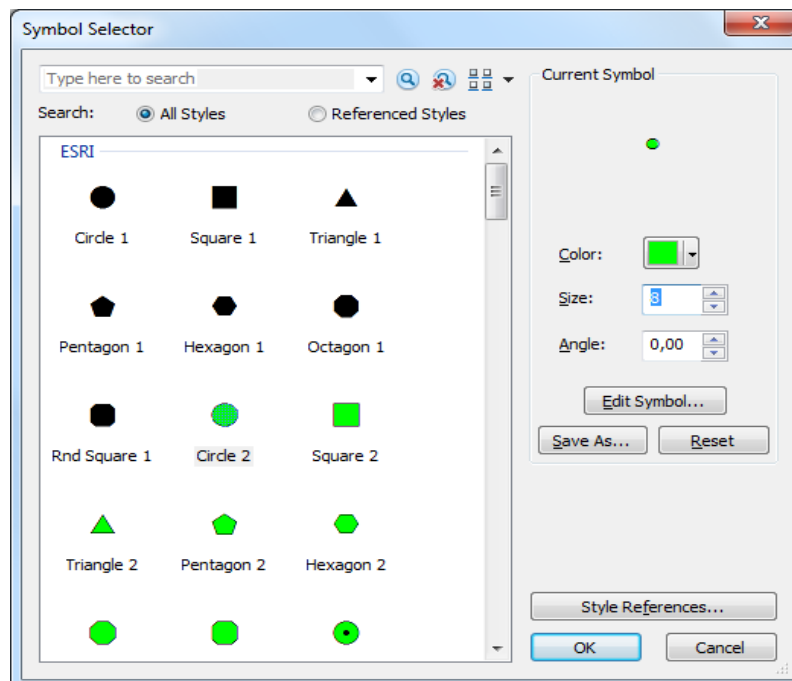 Symbol Selector
Type here to search
Search: All Styles Referenced Styles
ESRI
Circle 1 Square 1 Triangle 1
Pentagon 1 Hexagon 1 Octagon 1
Rnd Square 1 Circle 2 Square 2
Triangle 2 Pentagon 2 Hexagon 2
Current Symbol
Color:
Size: 8
Angle: 0,00
Edit Symbol...
Save As... Reset
Style References...
OK Cancel